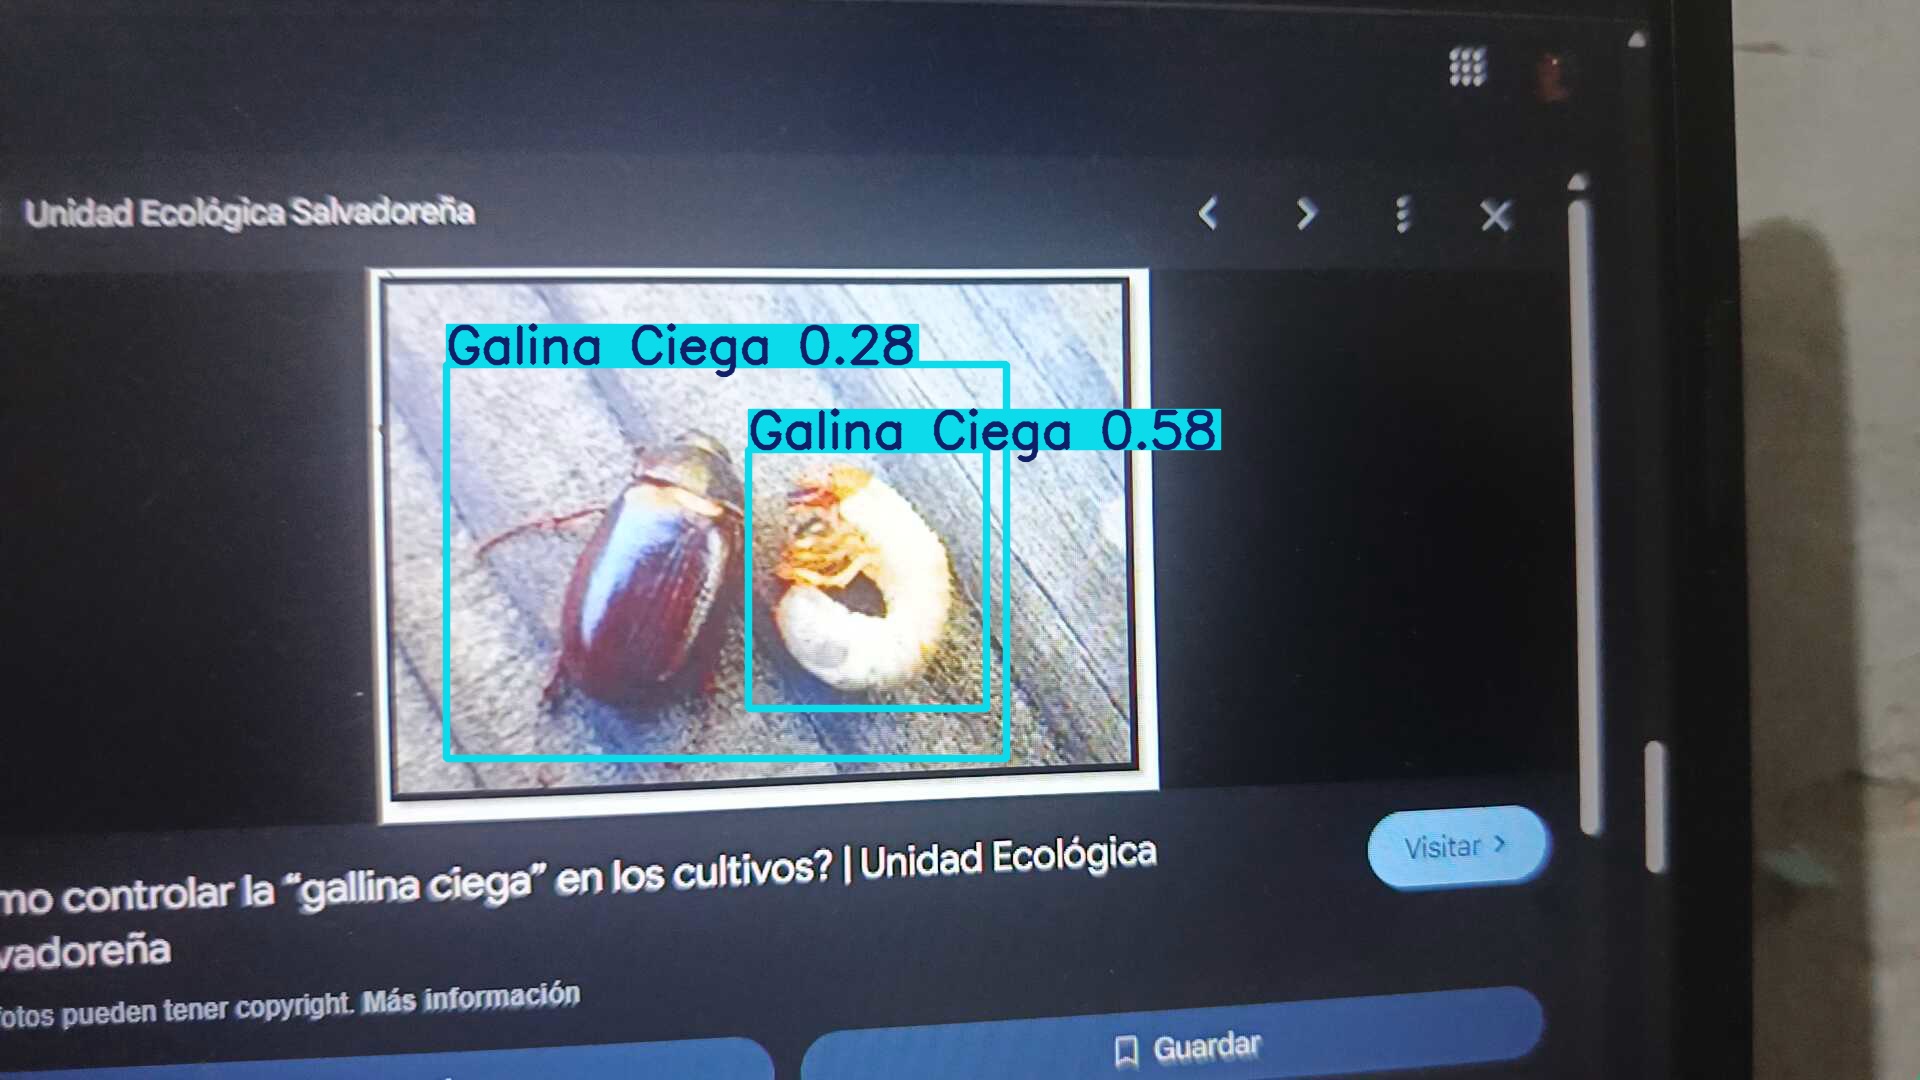 Unidad Ecológica Salvadoreña
Galina Ciega 0.28
Galina Ciega 0.58
mo controlar la “gallina ciega” en los cultivos? | Unidad Ecológica
vadoreña
Visitar
fotos pueden tener copyright. Más información
Guardar